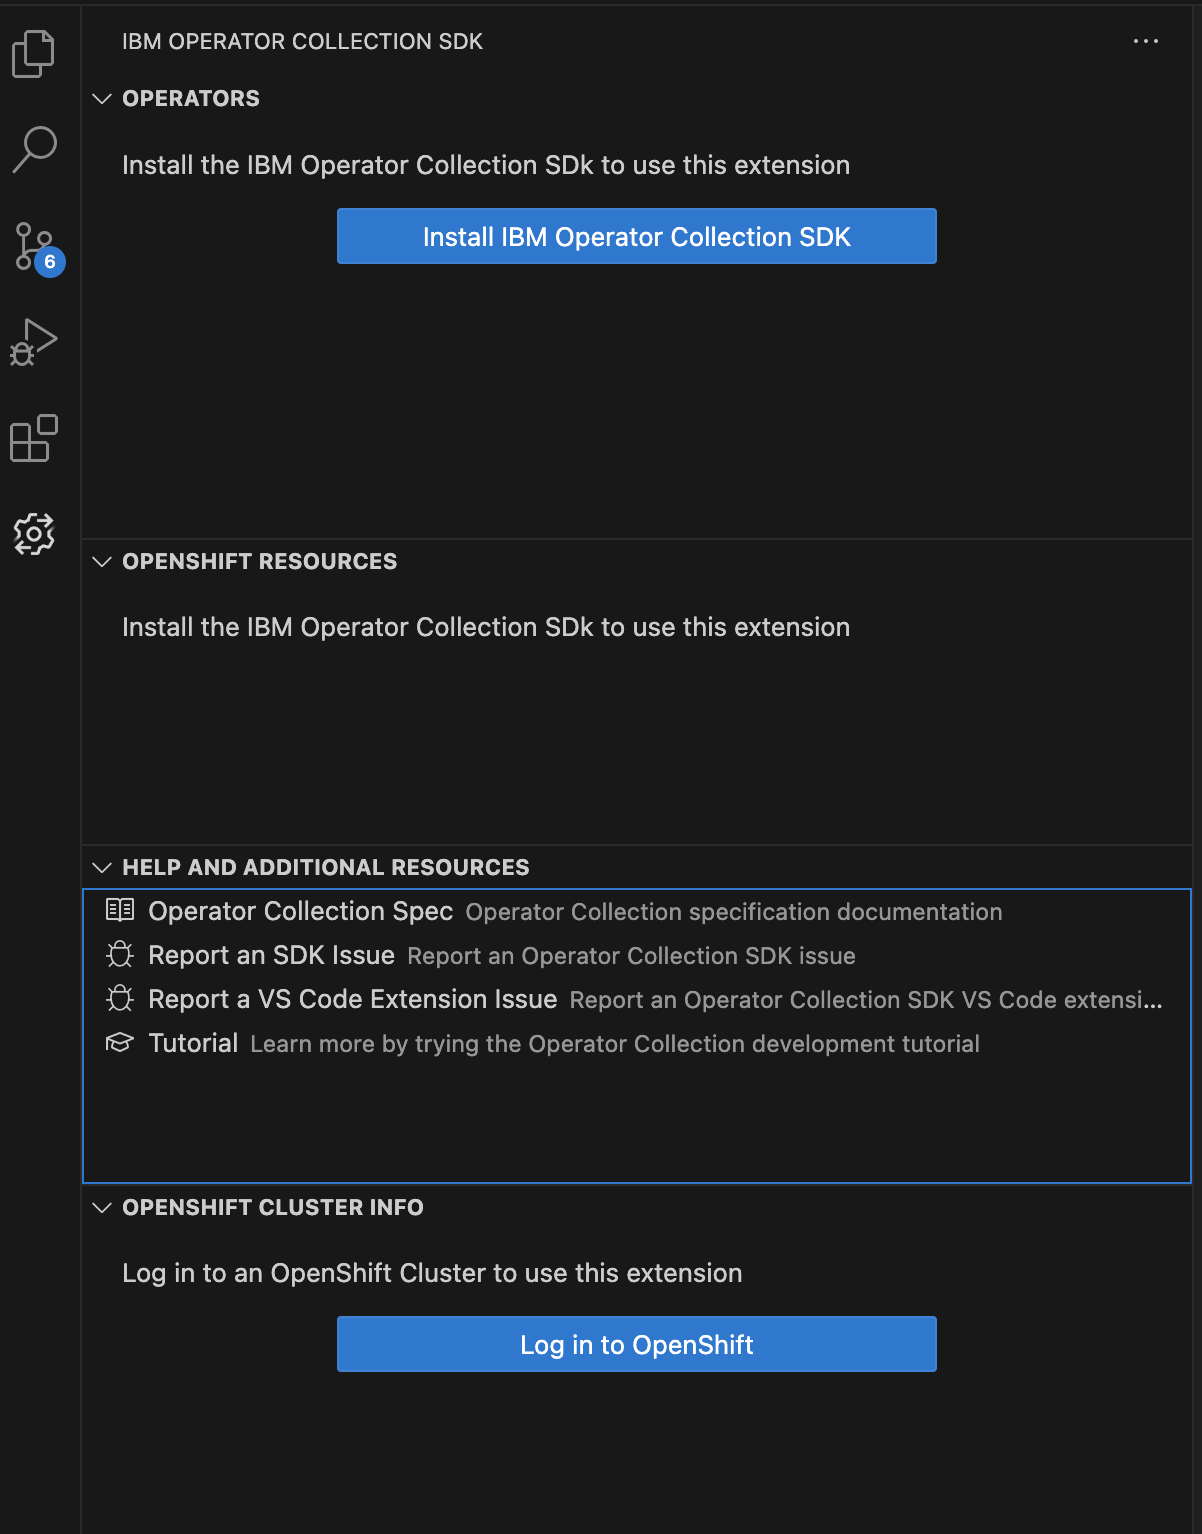 IBM OPERATOR COLLECTION SDK
OPERATORS
Install the IBM Operator Collection SDk to use this extension
Install IBM Operator Collection SDK
6
OPENSHIFT RESOURCES
Install the IBM Operator Collection SDk to use this extension
HELP AND ADDITIONAL RESOURCES
Operator Collection Spec Operator Collection specification documentation
Report an SDK Issue Report an Operator Collection SDK issue
Report a VS Code Extension Issue Report an Operator Collection SDK VS Code extensi...
Tutorial Learn more by trying the Operator Collection development tutorial
OPENSHIFT CLUSTER INFO
Log in to an OpenShift Cluster to use this extension
Log in to OpenShift